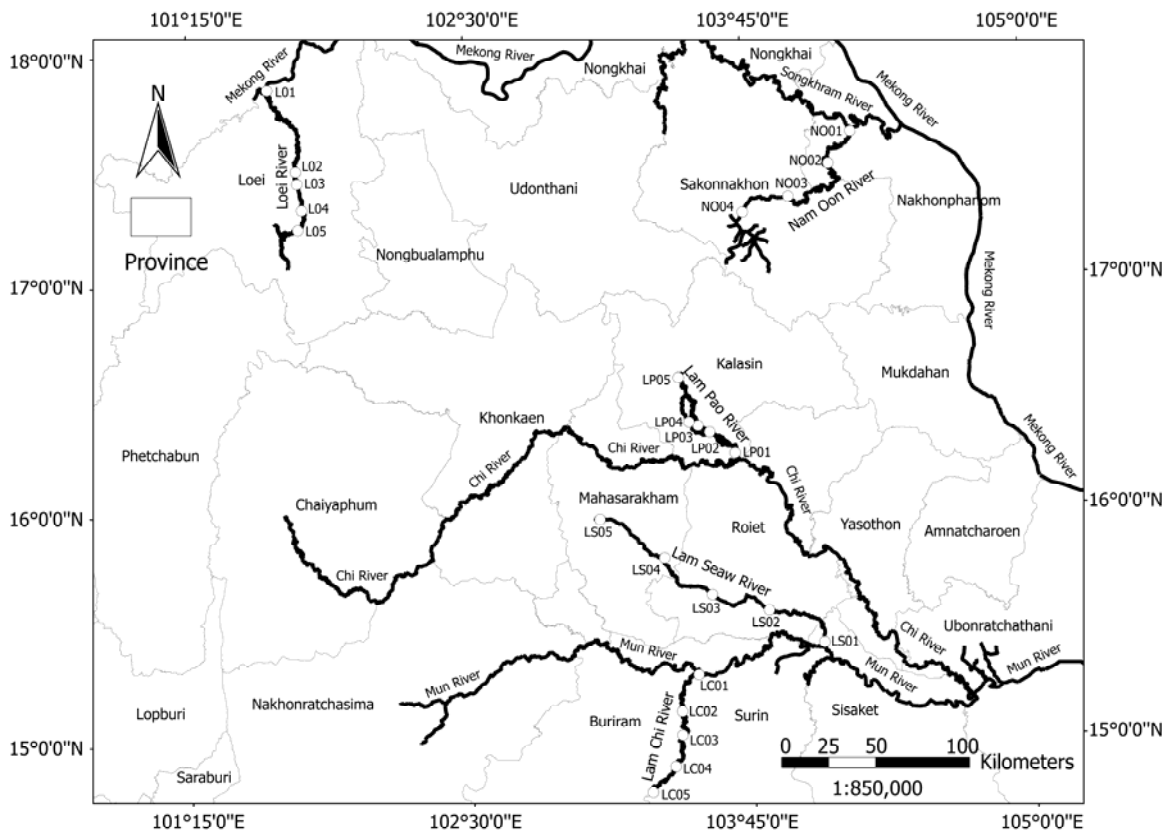 101°15'0"E 102°30'0"E 103°45'0"E 105°0'0"E
18°0'0"N
Mekong River
Mekong River
Nongkhai
Nongkhai
Songkhram River
Mekong River
N
L01
L02
L03
L04
L05
Loei
Loei River
Udonthani
NO01
NO02
NO03
NO04
Sakonnakhon
Nam Oon River
Nakhonphanom
Nongbualamphu
Province
17°0'0"N
17°0'0"N
Mekong River
Kalasin
Mukdahan
LP05
Lam Pao River
LP04
LP03
LP02
LP01
Khonkaen
Chi River
Chi River
Mekong River
Phetchabun
Chaiyaphum
Mahasarakham
Chi River
Roiet
Yasothon
Amnatcharoen
16°0'0"N
16°0'0"N
LS05
LS04
Lam Seaw River
LS03
LS02
LS01
Chi River
Chi River
Ubonratchathani
Mun River
Mun River
Mun River
Mun River
Nakhonratchasima
Lopburi
LC01
LC02
LC03
LC04
LC05
Buriram
Lam Chi River
Surin
Sisaket
15°0'0"N
15°0'0"N
Saraburi
0 25 50 100
Kilometers
1:850,000
101°15'0"E 102°30'0"E 103°45'0"E 105°0'0"E